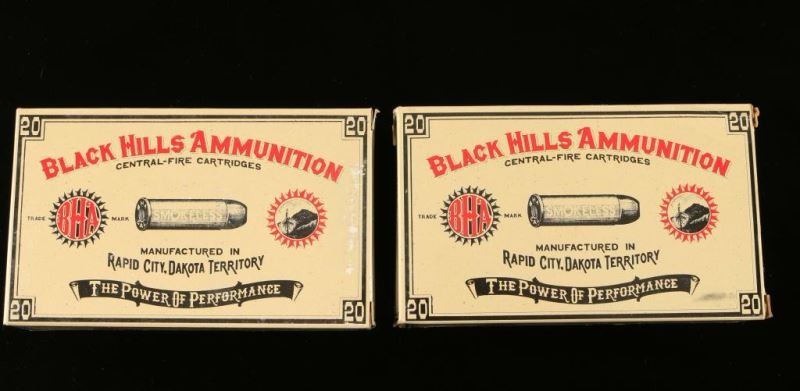 20 20
BLACK HILLS AMMUNITION
CENTRAL-FIRE CARTRIDGES
TRADE BHA MARK SMOKELESS
MANUFACTURED IN
RAPID CITY, DAKOTA TERRITORY
THE POWER OF PERFORMANCE
20 20
20 20
BLACK HILLS AMMUNITION
CENTRAL-FIRE CARTRIDGES
TRADE BHA MARK SMOKELESS
MANUFACTURED IN
RAPID CITY, DAKOTA TERRITORY
THE POWER OF PERFORMANCE
20 20